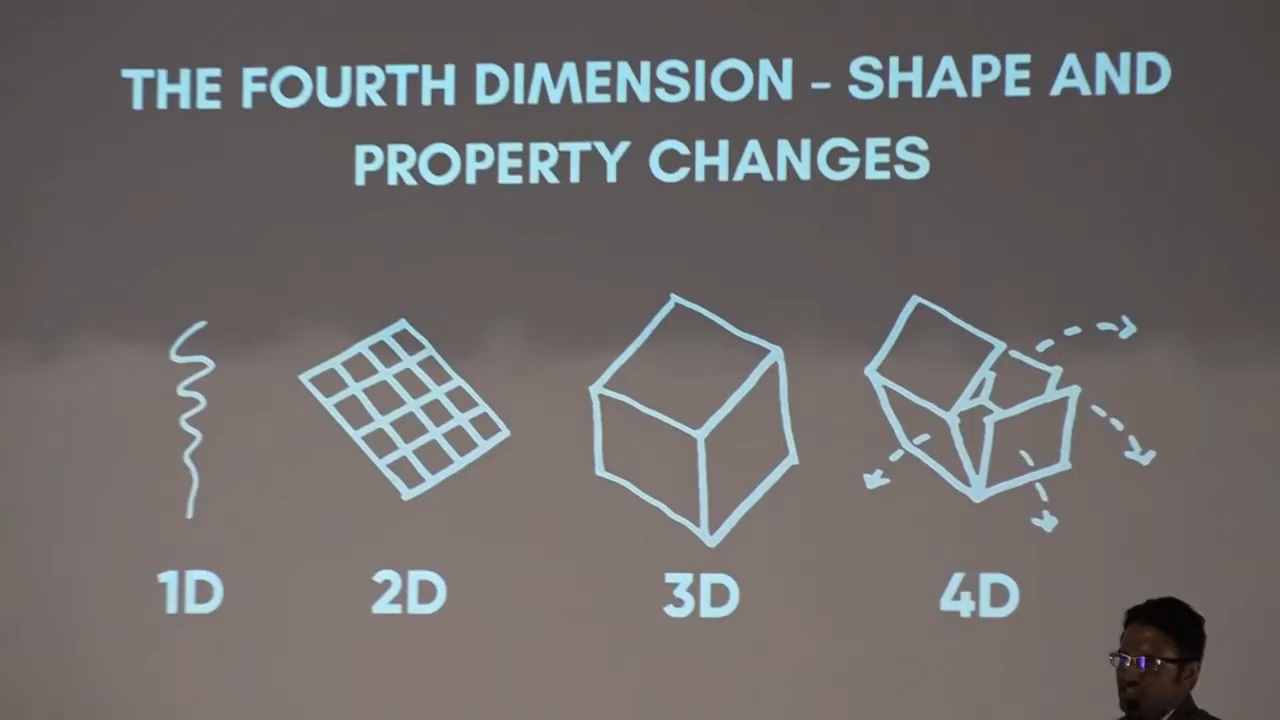 THE FOURTH DIMENSION - SHAPE AND
PROPERTY CHANGES
1D
2D
3D
4D